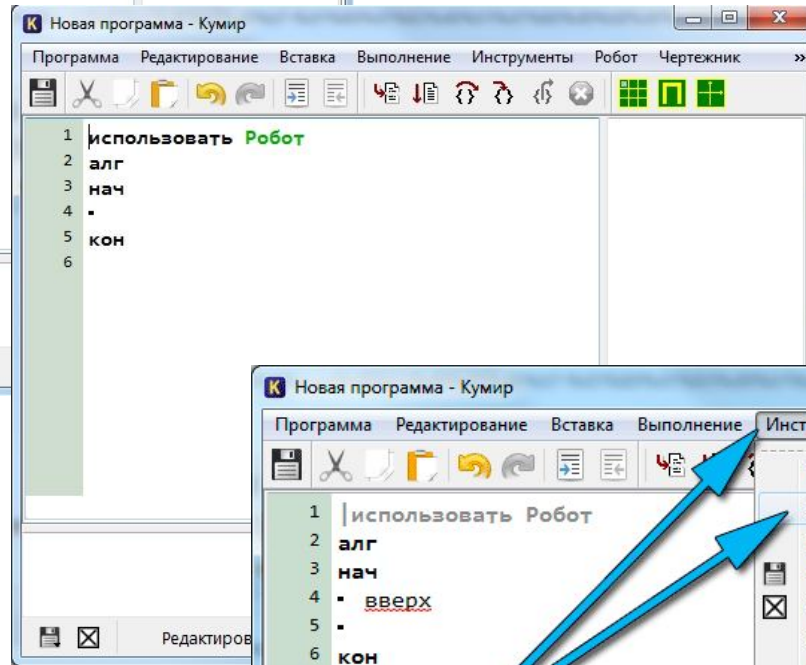 Новая программа - Кумир
Программа Редактирование Вставка Выполнение Инструменты Робот Чертежник »
1 использовать Робот
2 алг
3 нач
4
5 кон
6
Новая программа - Кумир
Программа Редактирование Вставка Выполнение Инст
1 |использовать Робот
2 алг
3 нач
4 вверх
5
6 кон
Редактиров